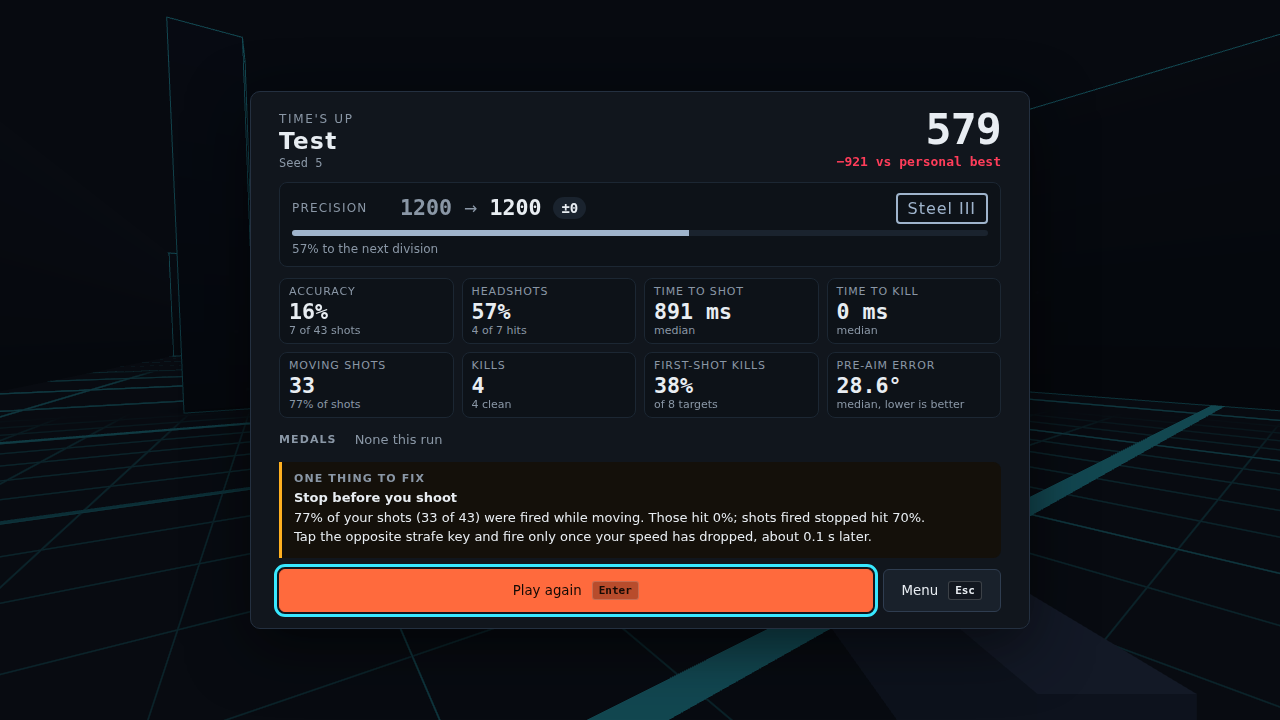 TIME'S UP
Test
Seed 5
579
−921 vs personal best
PRECISION 1200 → 1200 ±0 Steel III
57% to the next division
ACCURACY
16%
7 of 43 shots
HEADSHOTS
57%
4 of 7 hits
TIME TO SHOT
891 ms
median
TIME TO KILL
0 ms
median
MOVING SHOTS
33
77% of shots
KILLS
4
4 clean
FIRST-SHOT KILLS
38%
of 8 targets
PRE-AIM ERROR
28.6°
median, lower is better
MEDALS None this run
ONE THING TO FIX
Stop before you shoot
77% of your shots (33 of 43) were fired while moving. Those hit 0%; shots fired stopped hit 70%.
Tap the opposite strafe key and fire only once your speed has dropped, about 0.1 s later.
Play again Enter
Menu Esc